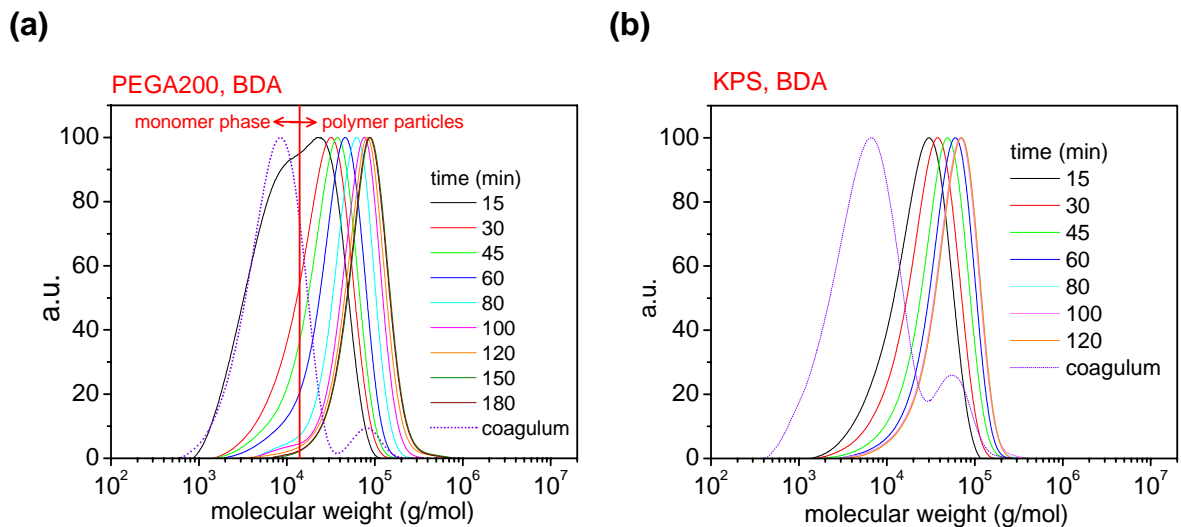 (a)
PEGA200, BDA
monomer phase
polymer particles
100
80
60
40
20
0
a.u.
time (min)
15
30
45
60
80
100
120
150
180
coagulum
10²
10³
10⁴
10⁵
10⁶
10⁷
molecular weight (g/mol)
(b)
KPS, BDA
100
80
60
40
20
0
a.u.
time (min)
15
30
45
60
80
100
120
coagulum
10²
10³
10⁴
10⁵
10⁶
10⁷
molecular weight (g/mol)